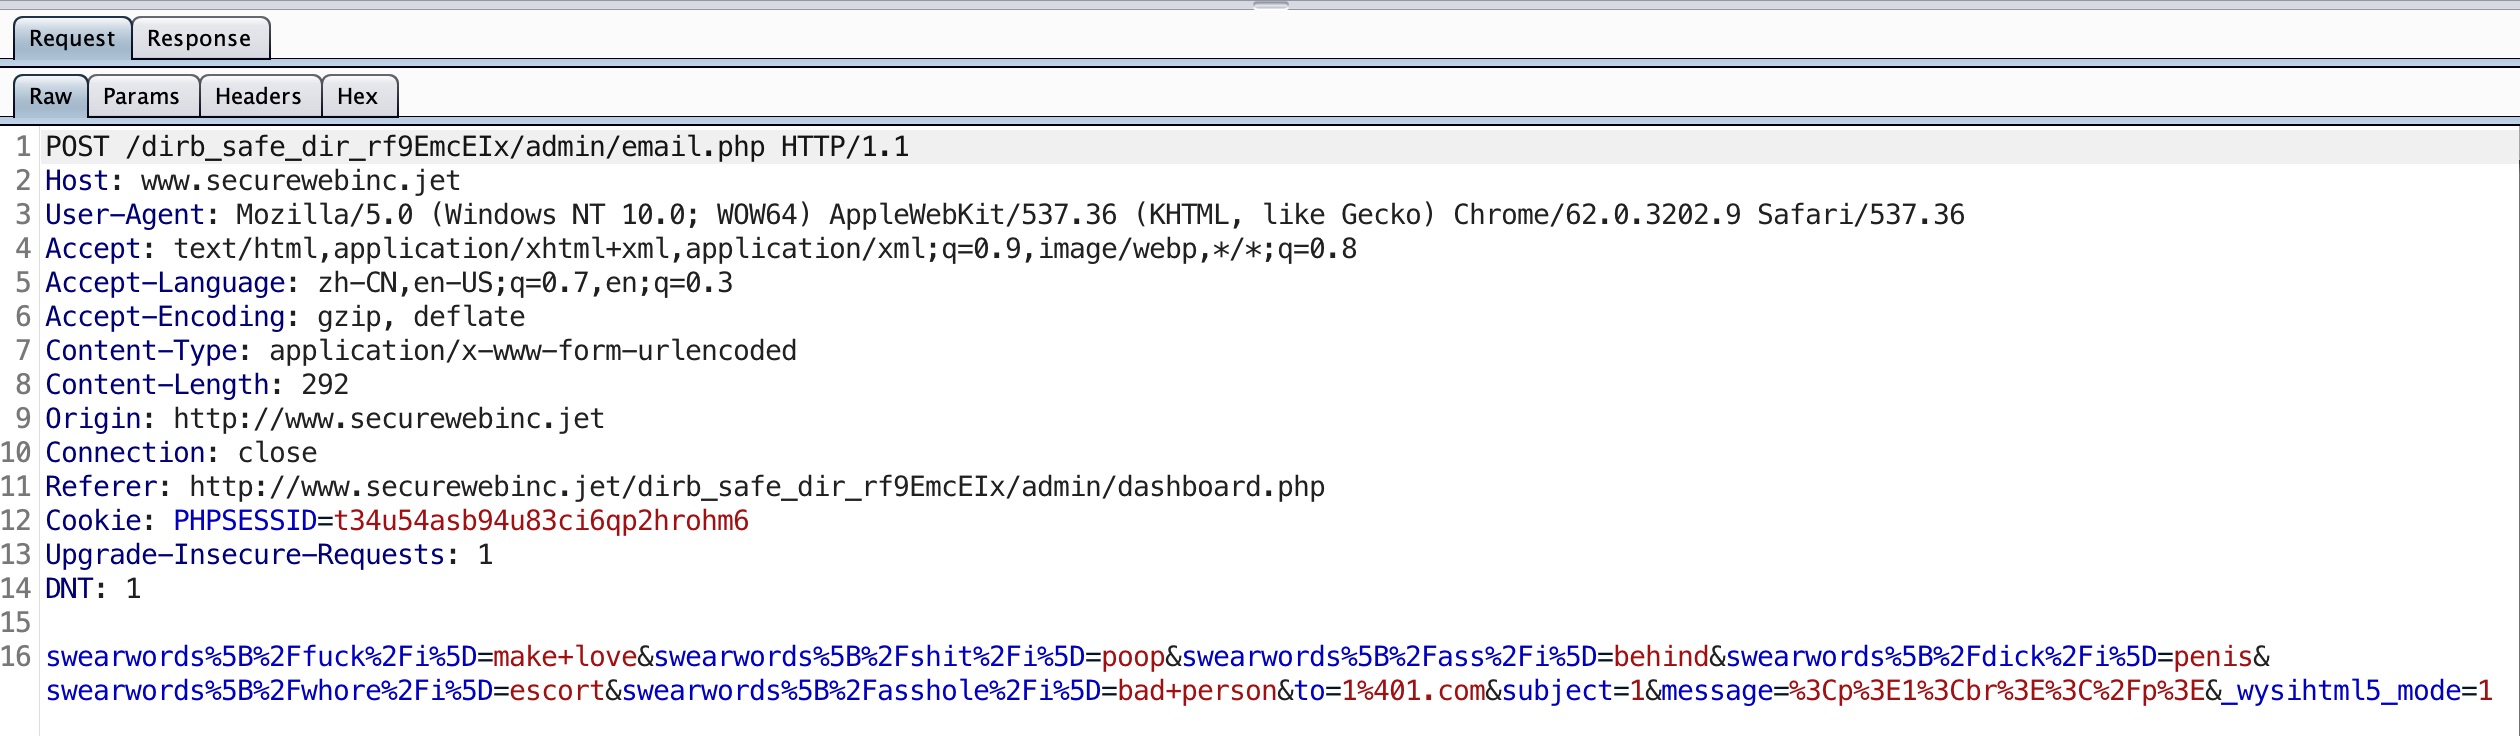 Request Response
Raw Params Headers Hex
1 POST /dirb_safe_dir_rf9EmcEIx/admin/email.php HTTP/1.1
2 Host: www.securewebinc.jet
3 User-Agent: Mozilla/5.0 (Windows NT 10.0; WOW64) AppleWebKit/537.36 (KHTML, like Gecko) Chrome/62.0.3202.9 Safari/537.36
4 Accept: text/html,application/xhtml+xml,application/xml;q=0.9,image/webp,*/*;q=0.8
5 Accept-Language: zh-CN,en-US;q=0.7,en;q=0.3
6 Accept-Encoding: gzip, deflate
7 Content-Type: application/x-www-form-urlencoded
8 Content-Length: 292
9 Origin: http://www.securewebinc.jet
10 Connection: close
11 Referer: http://www.securewebinc.jet/dirb_safe_dir_rf9EmcEIx/admin/dashboard.php
12 Cookie: PHPSESSID=t34u54asb94u83ci6qp2hrohm6
13 Upgrade-Insecure-Requests: 1
14 DNT: 1
15
16 swearwords%5B%2Ffuck%2Fi%5D=make+love&swearwords%5B%2Fshit%2Fi%5D=poop&swearwords%5B%2Fass%2Fi%5D=behind&swearwords%5B%2Fdick%2Fi%5D=penis&
swearwords%5B%2Fwhore%2Fi%5D=escort&swearwords%5B%2Fasshole%2Fi%5D=bad+person&to=1%401.com&subject=1&message=%3Cp%3E1%3Cbr%3E%3C%2Fp%3E&_wysihtml5_mode=1